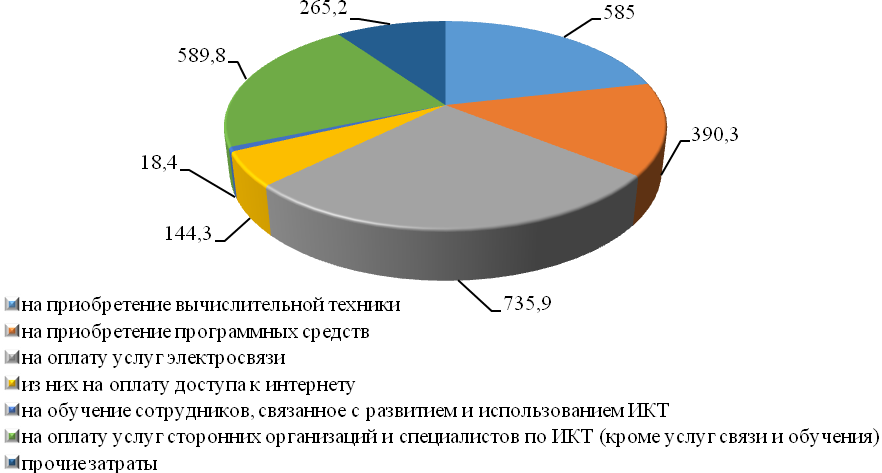 265,2
585
589,8
390,3
18,4
144,3
735,9
на приобретение вычислительной техники
на приобретение программных средств
на оплату услуг электросвязи
из них на оплату доступа к интернету
на обучение сотрудников, связанное с развитием и использованием ИКТ
на оплату услуг сторонних организаций и специалистов по ИКТ (кроме услуг связи и обучения)
прочие затраты